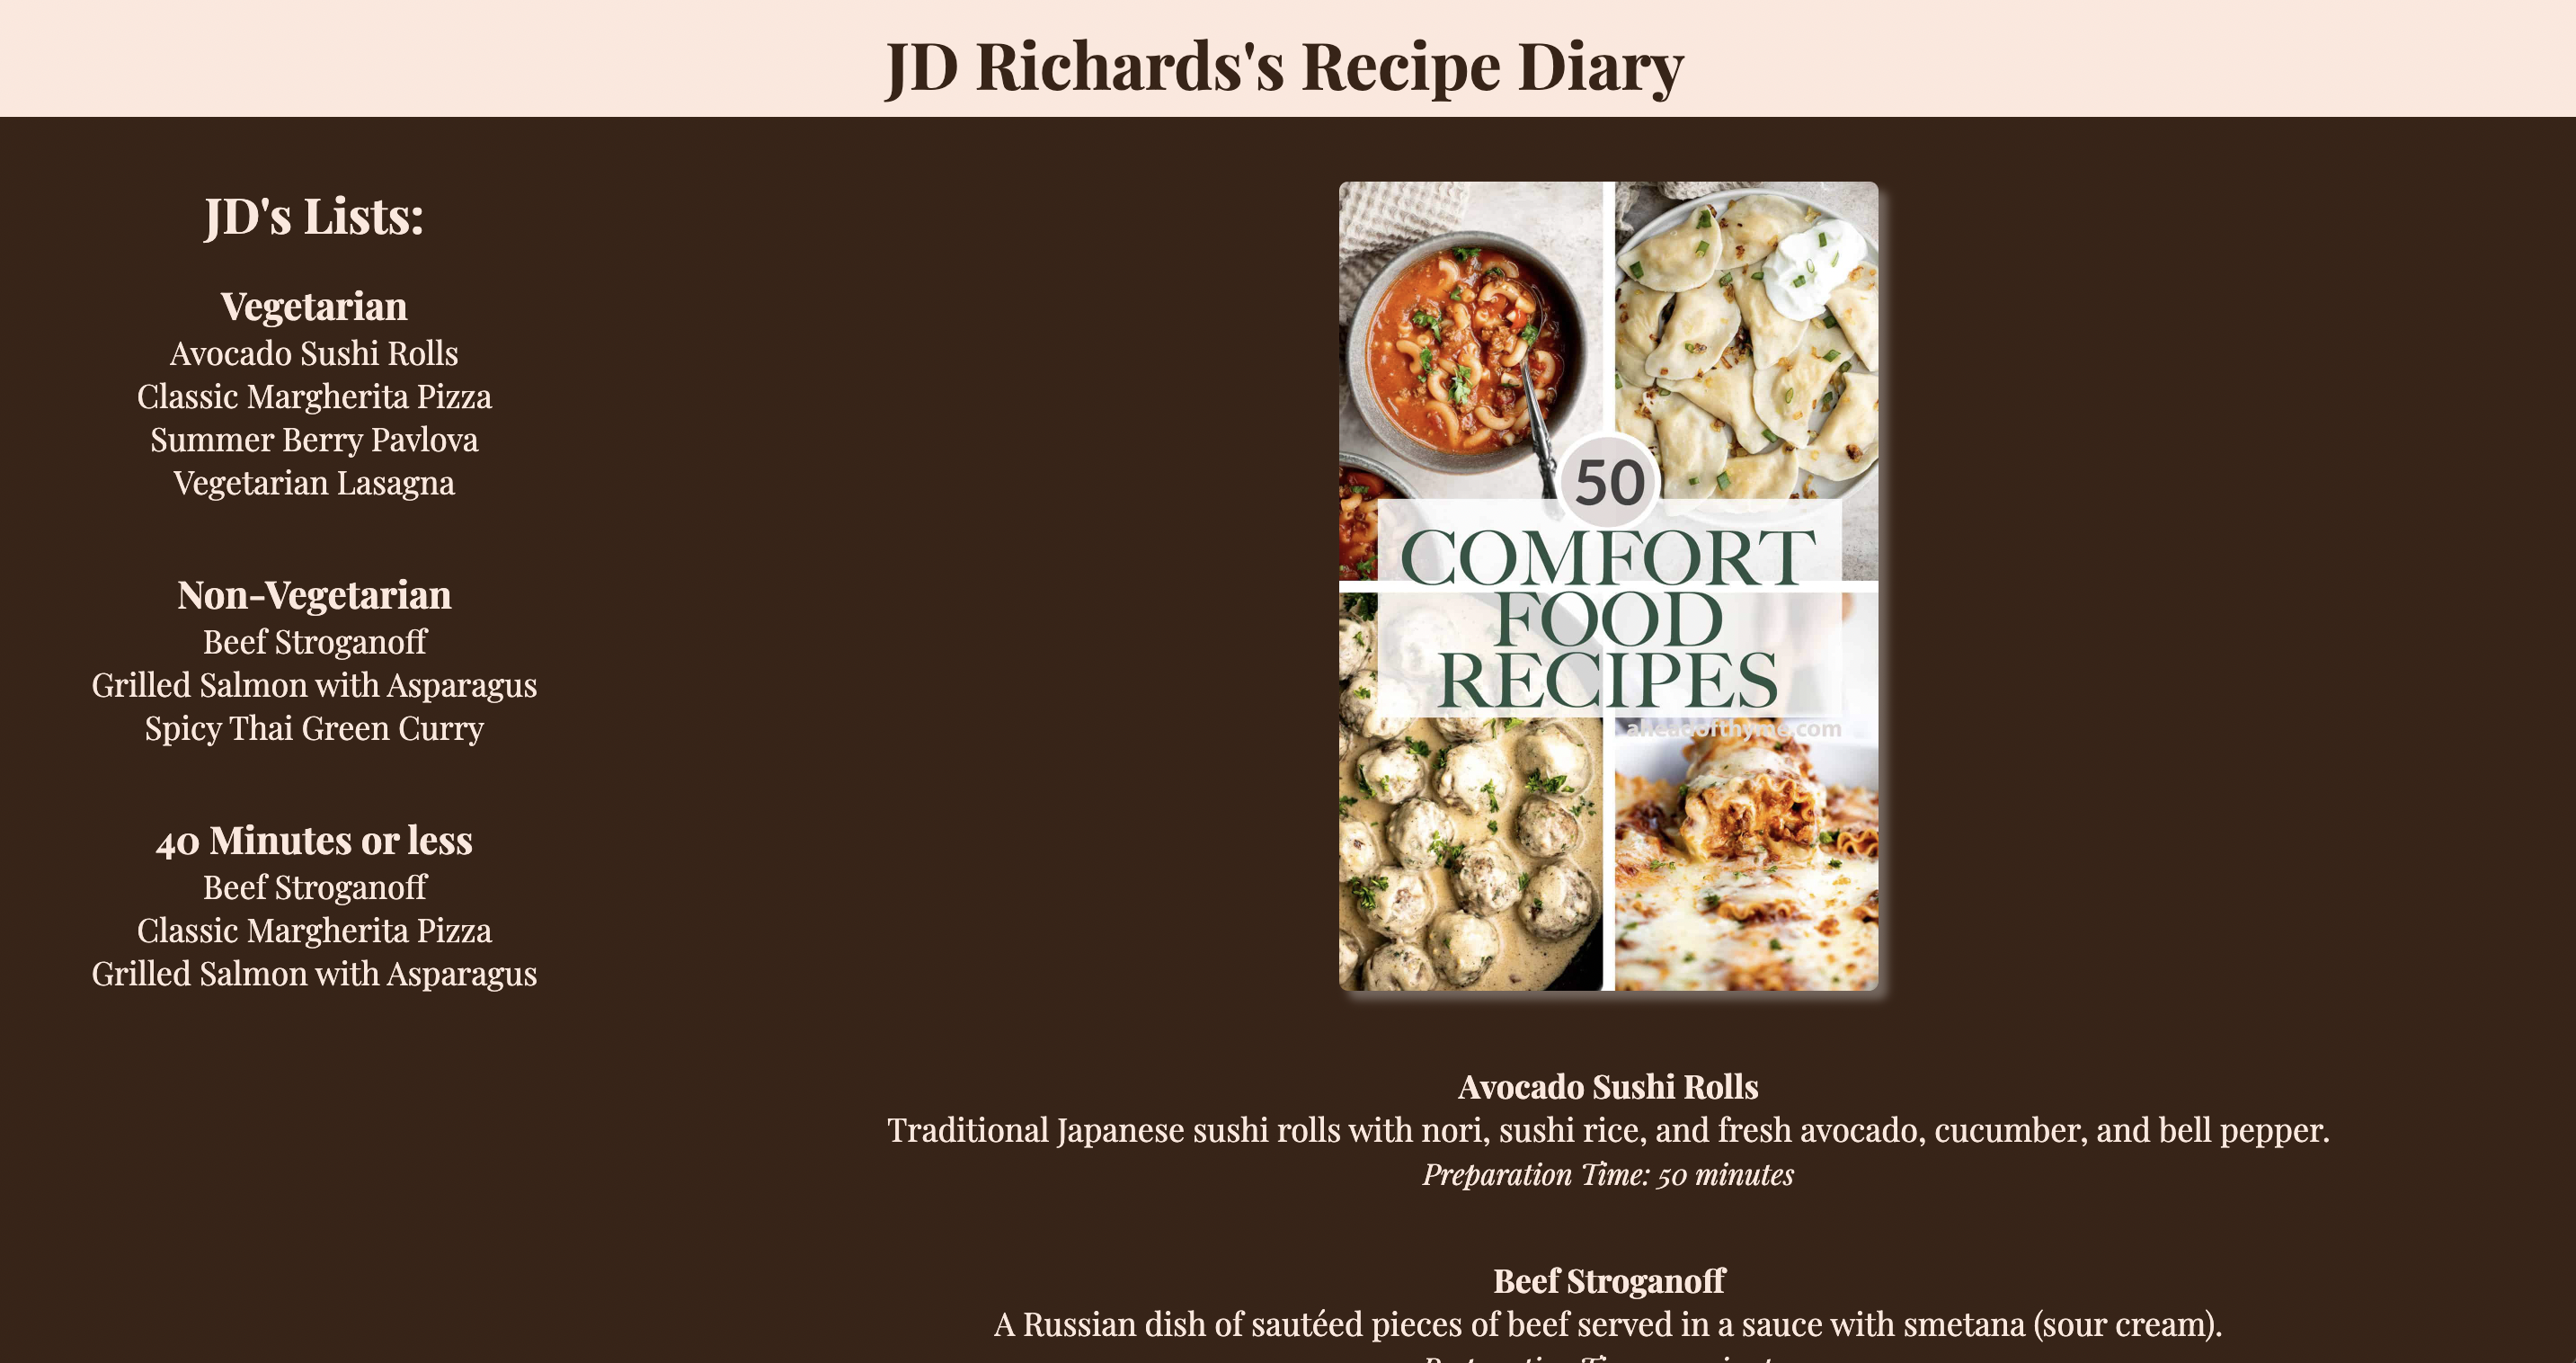 JD Richards's Recipe Diary
JD's Lists:
Vegetarian
Avocado Sushi Rolls
Classic Margherita Pizza
Summer Berry Pavlova
Vegetarian Lasagna
Non-Vegetarian
Beef Stroganoff
Grilled Salmon with Asparagus
Spicy Thai Green Curry
40 Minutes or less
Beef Stroganoff
Classic Margherita Pizza
Grilled Salmon with Asparagus
50
COMFORT
FOOD
RECIPES
aheadofthyme.com
Avocado Sushi Rolls
Traditional Japanese sushi rolls with nori, sushi rice, and fresh avocado, cucumber, and bell pepper.
Preparation Time: 50 minutes
Beef Stroganoff
A Russian dish of sautéed pieces of beef served in a sauce with smetana (sour cream).